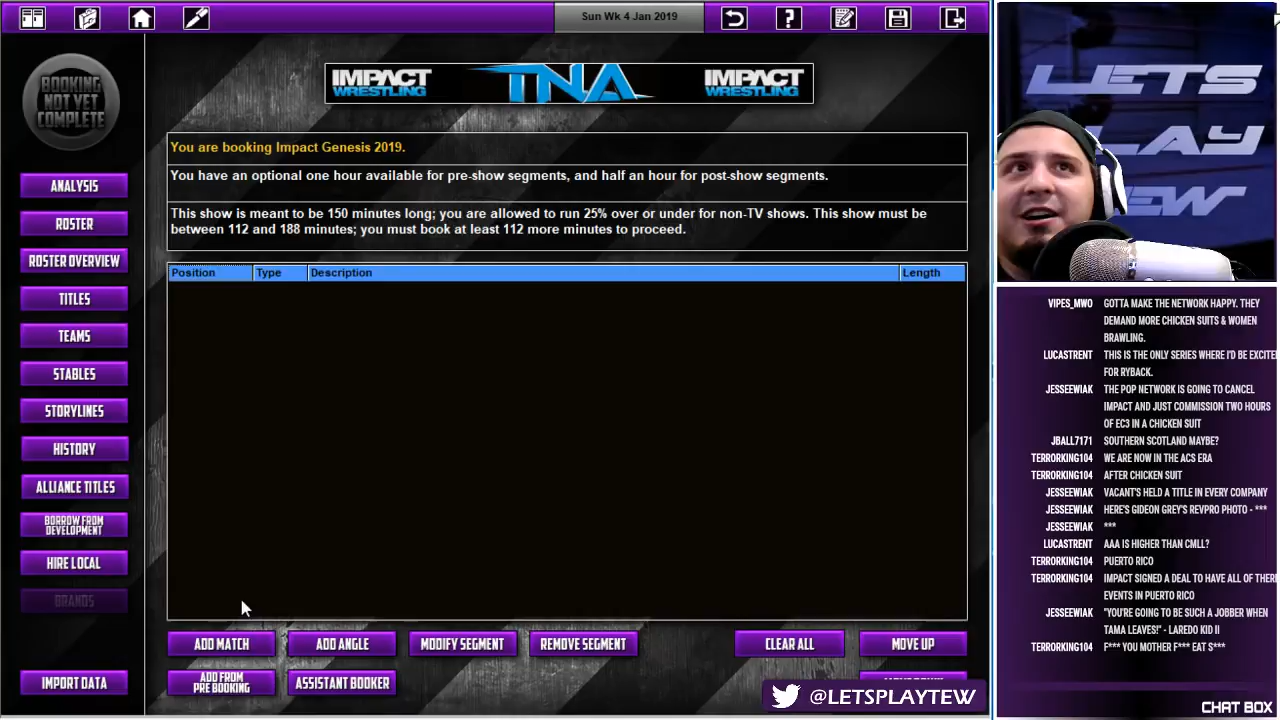 Sun Wk 4 Jan 2019
BOOKING
NOT YET
COMPLETE
IMPACT
WRESTLING
TNA
IMPACT
WRESTLING
You are booking Impact Genesis 2019.
You have an optional one hour available for pre-show segments, and half an hour for post-show segments.
This show is meant to be 150 minutes long; you are allowed to run 25% over or under for non-TV shows. This show must be
between 112 and 188 minutes; you must book at least 112 more minutes to proceed.
Position Type Description Length
ANALYSIS
ROSTER
ROSTER OVERVIEW
TITLES
TEAMS
STABLES
STORYLINES
HISTORY
ALLIANCE TITLES
BORROW FROM
DEVELOPMENT
HIRE LOCAL
BRANDS
IMPORT DATA
ADD MATCH
ADD ANGLE
MODIFY SEGMENT
REMOVE SEGMENT
CLEAR ALL
MOVE UP
ADD FROM
PRE BOOKING
ASSISTANT BOOKER
@LETSPLAYTEW
LETS
PLAY
TEW
VIPES_MWO GOTTA MAKE THE NETWORK HAPPY. THEY
DEMAND MORE CHICKEN SUITS & WOMEN
BRAWLING.
LUCASTRENT THIS IS THE ONLY SERIES WHERE I'D BE EXCITE
FOR RYBACK.
JESSEEWIAK THE POP NETWORK IS GOING TO CANCEL
IMPACT AND JUST COMMISSION TWO HOURS
OF EC3 IN A CHICKEN SUIT
JBALL7171 SOUTHERN SCOTLAND MAYBE?
TERRORKING104 WE ARE NOW IN THE ACS ERA
TERRORKING104 AFTER CHICKEN SUIT
JESSEEWIAK VACANT'S HELD A TITLE IN EVERY COMPANY
JESSEEWIAK HERE'S GIDEON GREY'S REVPRO PHOTO - ***
JESSEEWIAK ***
LUCASTRENT AAA IS HIGHER THAN CMLL?
TERRORKING104 PUERTO RICO
TERRORKING104 IMPACT SIGNED A DEAL TO HAVE ALL OF THER
EVENTS IN PUERTO RICO
JESSEEWIAK "YOU'RE GOING TO BE SUCH A JOBBER WHEN
TAMA LEAVES!" - LAREDO KID II
TERRORKING104 F*** YOU MOTHER F*** EAT S***
CHAT BOX